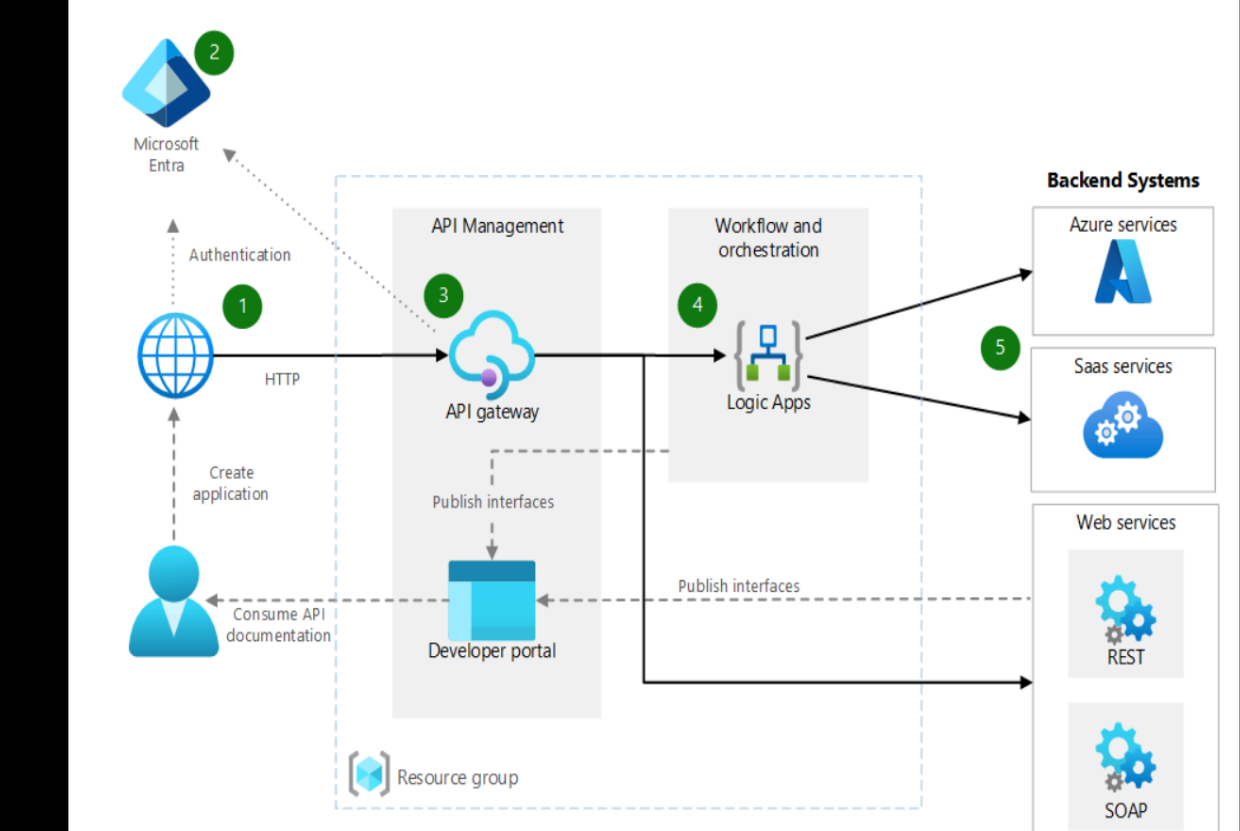 2
Microsoft
Entra
Authentication
1
HTTP
Create
application
Consume API
documentation
API Management
3
API gateway
Publish interfaces
Developer portal
Workflow and
orchestration
4
Logic Apps
Publish interfaces
Resource group
Backend Systems
Azure services
5
Saas services
Web services
REST
SOAP